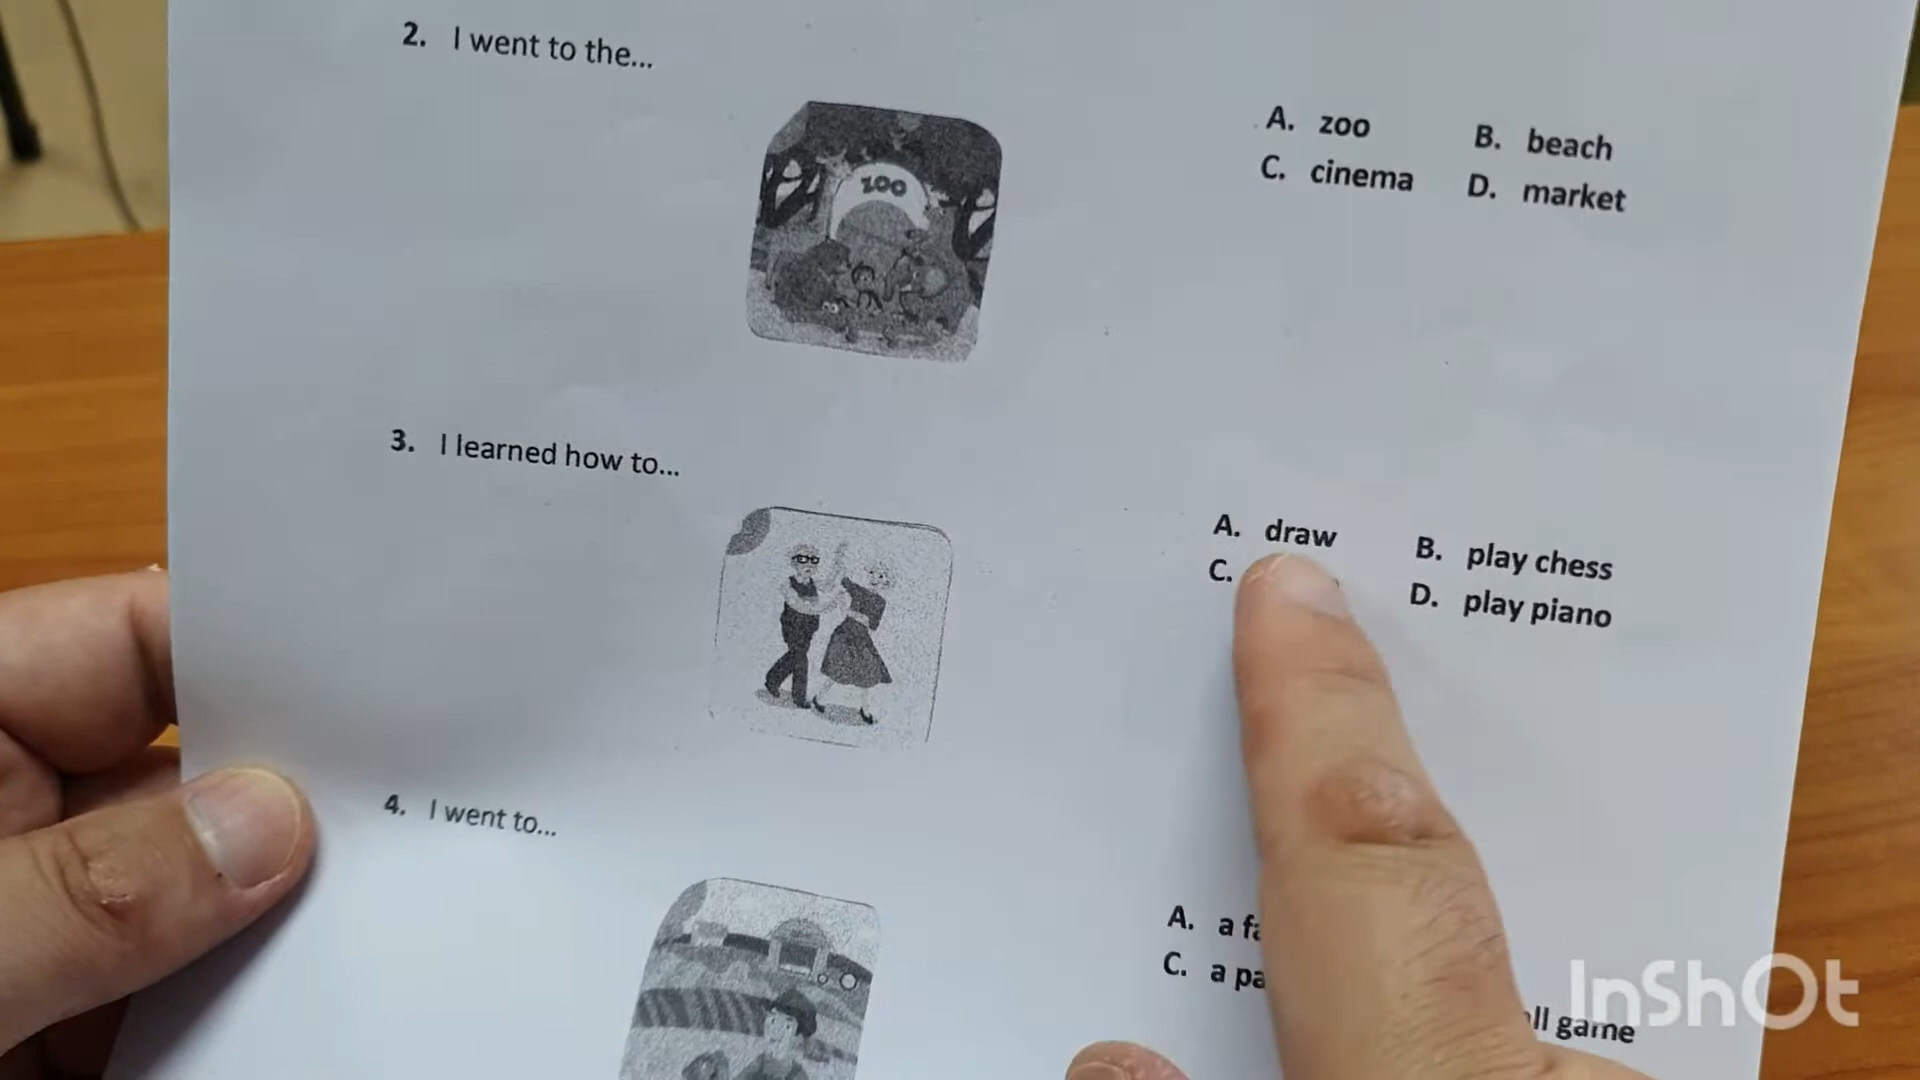 2. I went to the...
ZOO
A. zoo B. beach
C. cinema D. market
3. I learned how to...
A. draw B. play chess
C. D. play piano
4. I went to...
A. a
C. a
game
InShOt